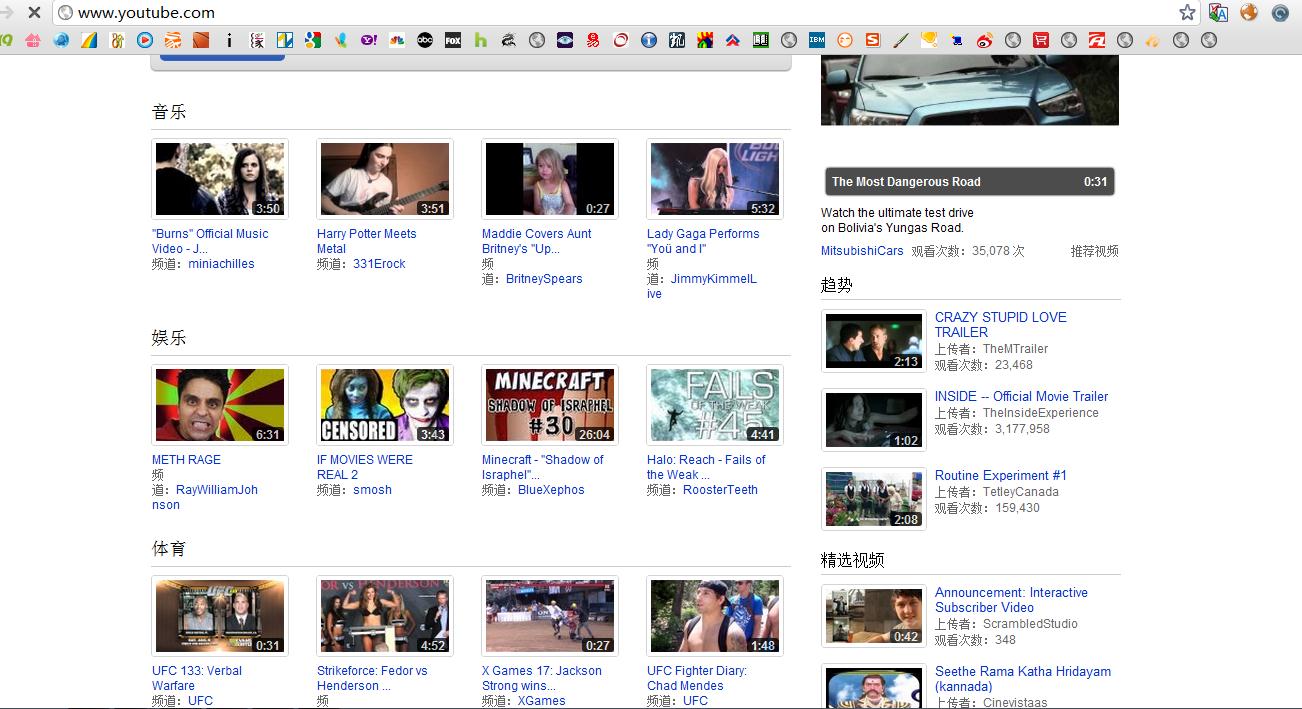 www.youtube.com
音乐
3:50
"Burns" Official Music
Video - J...
频道：miniachilles
3:51
Harry Potter Meets
Metal
频道：331Erock
0:27
Maddie Covers Aunt
Britney's "Up...
频
道：BritneySpears
5:32
Lady Gaga Performs
"Yoü and I"
频
道：JimmyKimmelL
ive
娱乐
6:31
METH RAGE
频
道：RayWilliamJoh
nson
CENSORED
3:43
IF MOVIES WERE
REAL 2
频道：smosh
MINECRAFT
SHADOW OF ISRAPHEL
#30
26:04
Minecraft - "Shadow of
Israphel"...
频道：BlueXephos
FAILS
OF THE WEAK
#45
4:41
Halo: Reach - Fails of
the Weak ...
频道：RoosterTeeth
体育
0:31
UFC 133: Verbal
Warfare
频道：UFC
4:52
Strikeforce: Fedor vs
Henderson ...
频
0:27
X Games 17: Jackson
Strong wins...
频道：XGames
1:48
UFC Fighter Diary:
Chad Mendes
频道：UFC
The Most Dangerous Road 0:31
Watch the ultimate test drive
on Bolivia's Yungas Road.
MitsubishiCars 观看次数：35,078 次 推荐视频
趋势
2:13
CRAZY STUPID LOVE
TRAILER
上传者：TheMTrailer
观看次数：23,468
1:02
INSIDE -- Official Movie Trailer
上传者：TheInsideExperience
观看次数：3,177,958
2:08
Routine Experiment #1
上传者：TetleyCanada
观看次数：159,430
精选视频
0:42
Announcement: Interactive
Subscriber Video
上传者：ScrambledStudio
观看次数：348
Seethe Rama Katha Hridayam
(kannada)
上传者：Cinevistaas